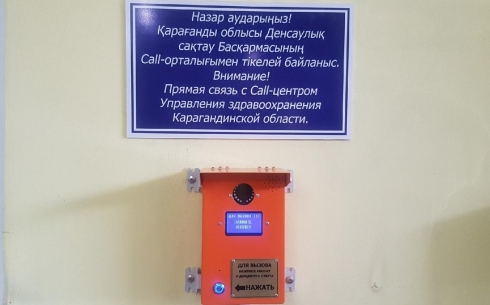 Назар аударыңыз!
Қарағанды облысы Денсаулық
сақтау Басқармасының
Call-орталығымен тікелей байланыс.
Внимание!
Прямая связь с Call-центром
Управления здравоохранения
Карагандинской области.
ДЛЯ ВЫЗОВА
НАЖАТЬ